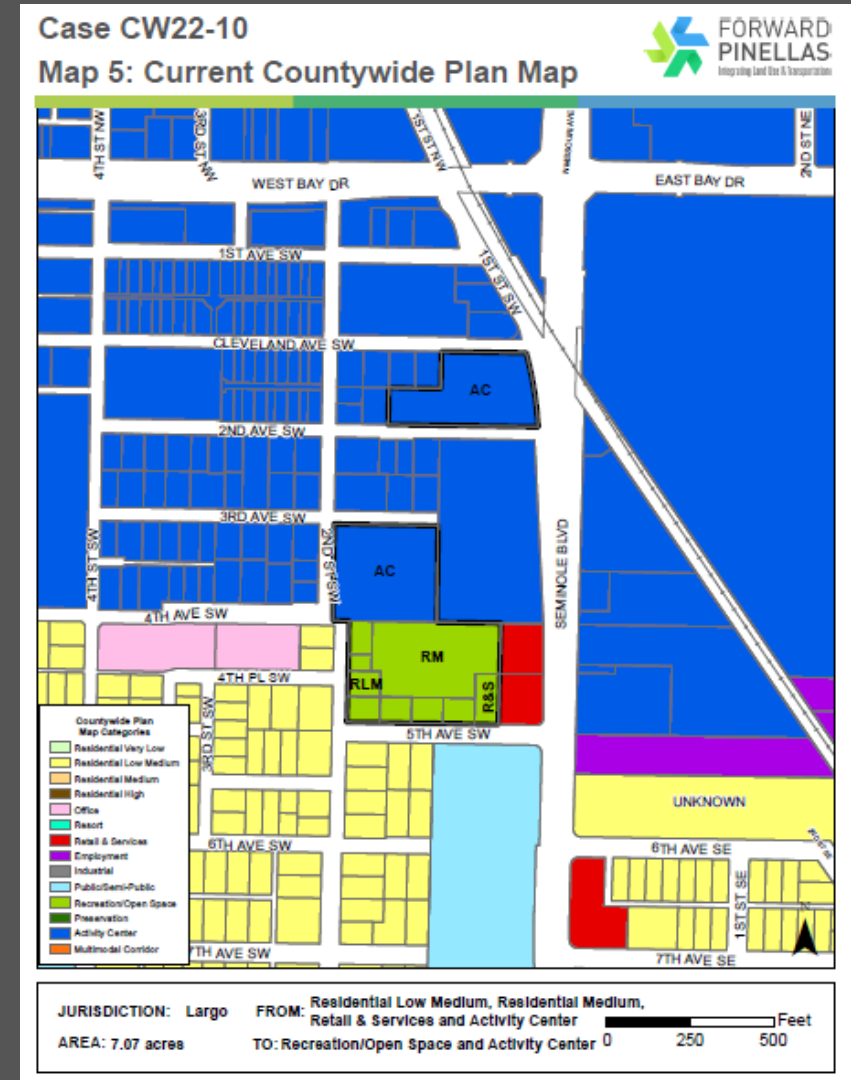 Case CW22-10
Map 5: Current Countywide Plan Map
FORWARD
PINELLAS
Integrating Land Use & Transportation
4TH ST NW
3RD ST NW
1ST ST NW
2ND ST NE
WEST BAY DR
EAST BAY DR
1ST AVE SW
1ST ST SW
CLEVELAND AVE SW
AC
2ND AVE SW
3RD AVE SW
2ND ST SW
4TH ST SW
AC
SEMINOLE BLVD
4TH AVE SW
RM
4TH PL SW
RLM
R&S
3RD ST SW
5TH AVE SW
UNKNOWN
6TH AVE SW
6TH AVE SE
1ST ST SE
7TH AVE SW
7TH AVE SE
N
Countywide Plan
Map Categories
Residential Very Low
Residential Low Medium
Residential Medium
Residential High
Office
Resort
Retail & Services
Employment
Industrial
Public/Semi-Public
Recreation/Open Space
Preservation
Activity Center
Multimodal Corridor
JURISDICTION: Largo
AREA: 7.07 acres
FROM: Residential Low Medium, Residential Medium,
Retail & Services and Activity Center
TO: Recreation/Open Space and Activity Center
Feet
0 250 500